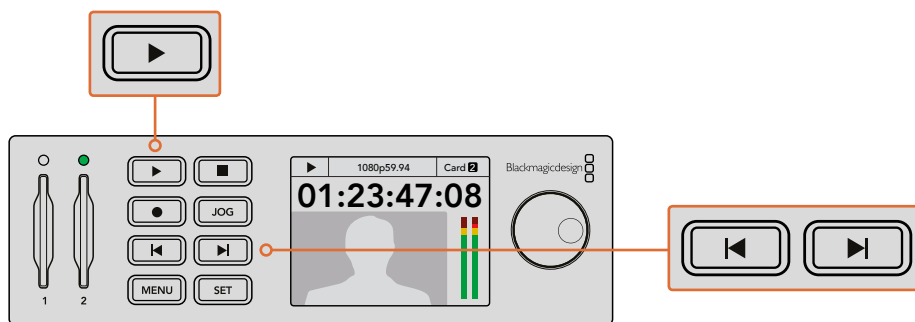 1080p59.94
Card 2
Blackmagicdesign
01:23:47:08
JOG
MENU
SET
1
2